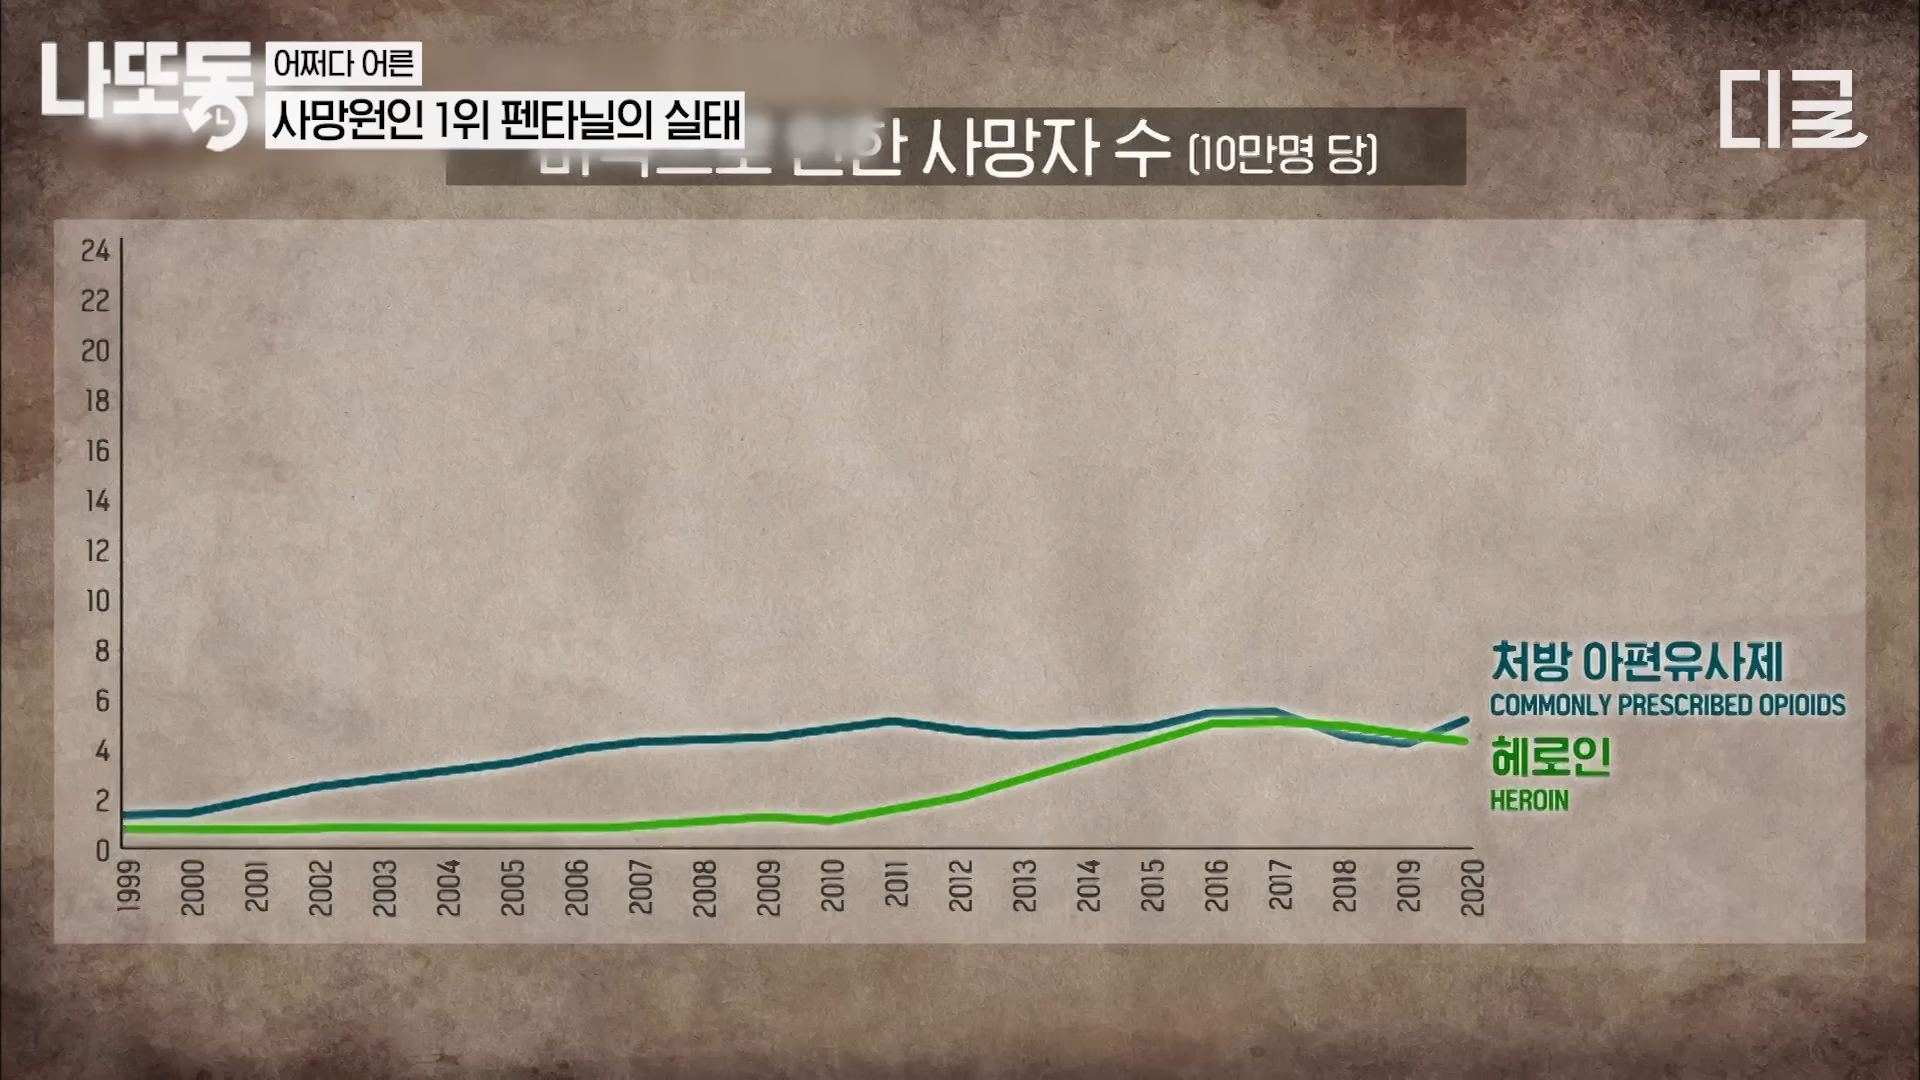 나또동
어쩌다 어른
사망원인 1위 펜타닐의 실태
디글
사망자 수 (10만명 당)
24
22
20
18
16
14
12
10
8
6
4
2
0
처방 아편유사제
COMMONLY PRESCRIBED OPIOIDS
헤로인
HEROIN
1999 2000 2001 2002 2003 2004 2005 2006 2007 2008 2009 2010 2011 2012 2013 2014 2015 2016 2017 2018 2019 2020